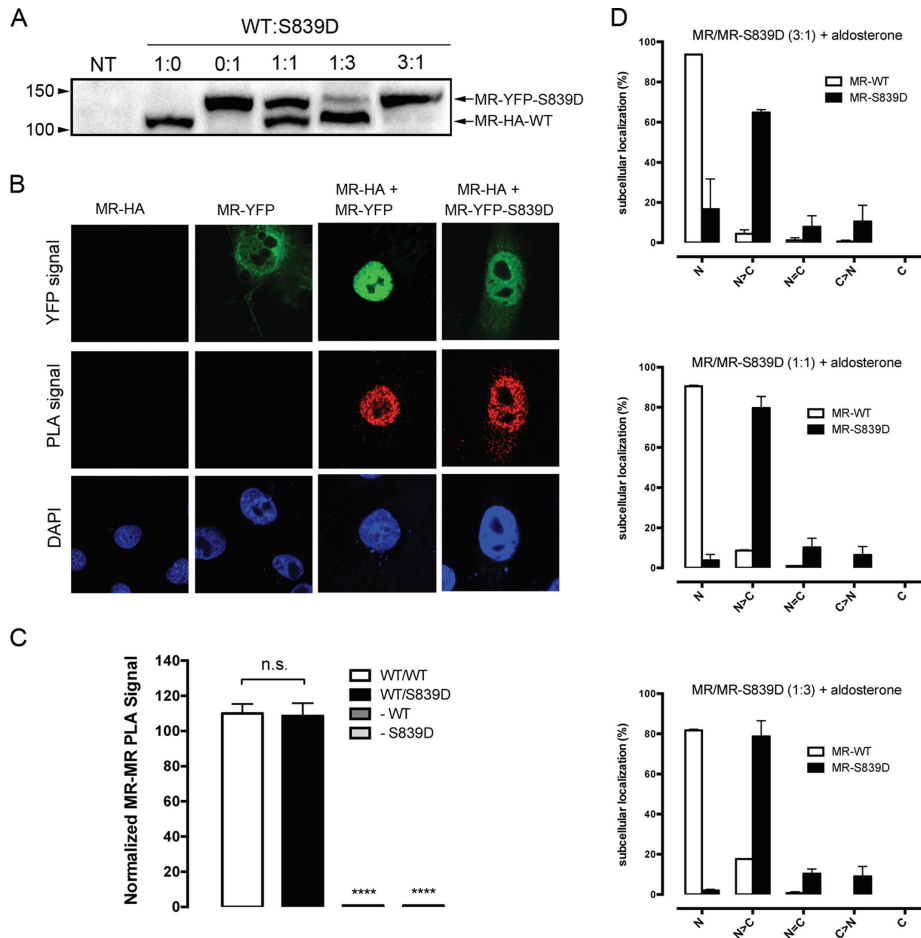 A
WT:S839D
NT 1:0 0:1 1:1 1:3 3:1
150
100
MR-YFP-S839D
MR-HA-WT
B
MR-HA
MR-YFP
MR-HA +
MR-YFP
MR-HA +
MR-YFP-S839D
YFP signal
PLA signal
DAPI
C
Normalized MR-MR PLA Signal
140
120
100
80
60
40
20
0
n.s.
**** ****
WT/WT
WT/S839D
- WT
- S839D
D
MR/MR-S839D (3:1) + aldosterone
subcellular localization (%)
100
80
60
40
20
0
MR-WT
MR-S839D
N N>C N=C C>N C
MR/MR-S839D (1:1) + aldosterone
subcellular localization (%)
100
80
60
40
20
0
MR-WT
MR-S839D
N N>C N=C C>N C
MR/MR-S839D (1:3) + aldosterone
subcellular localization (%)
100
80
60
40
20
0
MR-WT
MR-S839D
N N>C N=C C>N C